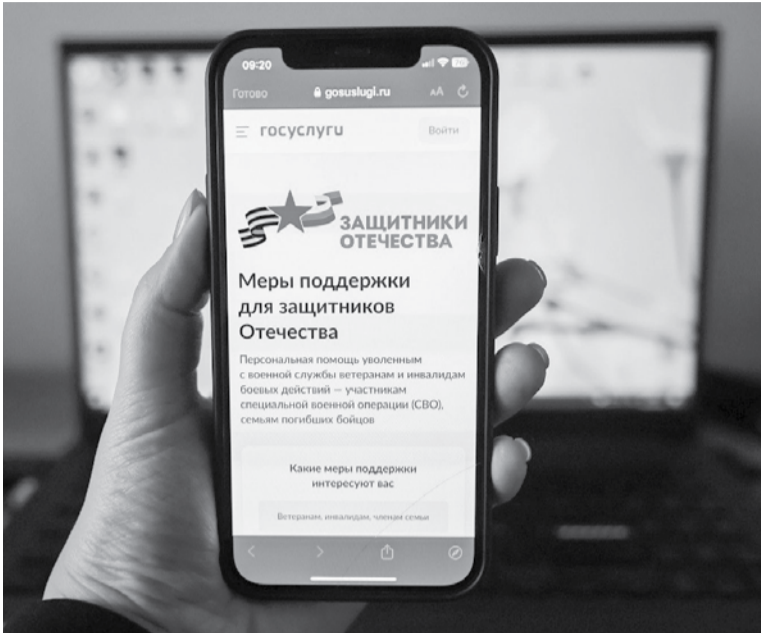 09:20
70
Готово
gosuslugi.ru
AA
госуслуги
Войти
ЗАЩИТНИКИ
ОТЕЧЕСТВА
Меры поддержки
для защитников
Отечества
Персональная помощь уволенным
с военной службы ветеранам и инвалидам
боевых действий — участникам
специальной военной операции (СВО),
семьям погибших бойцов
Какие меры поддержки
интересуют вас
Ветеранам, инвалидам, членам семьи